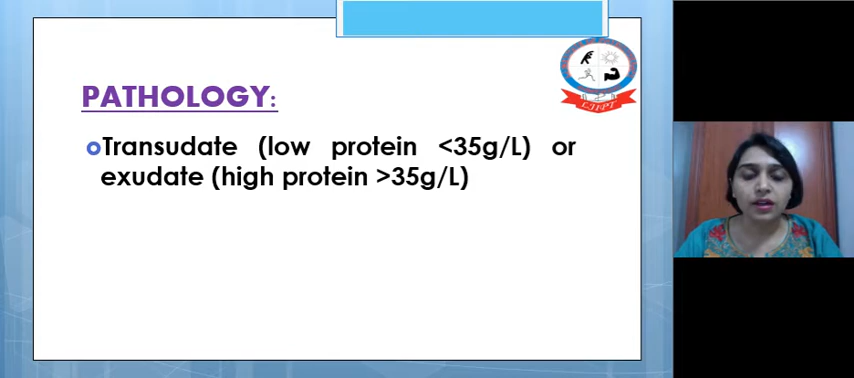 PATHOLOGY:
Transudate (low protein <35g/L) or
exudate (high protein >35g/L)